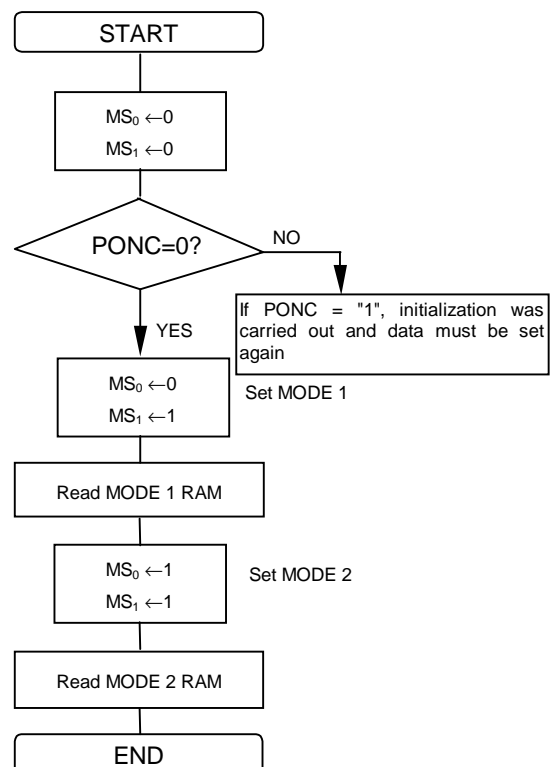 START
MS₀ ←0
MS₁ ←0
PONC=0?
NO
If PONC = "1", initialization was
carried out and data must be set
again
YES
MS₀ ←0
MS₁ ←1
Set MODE 1
Read MODE 1 RAM
MS₀ ←1
MS₁ ←1
Set MODE 2
Read MODE 2 RAM
END